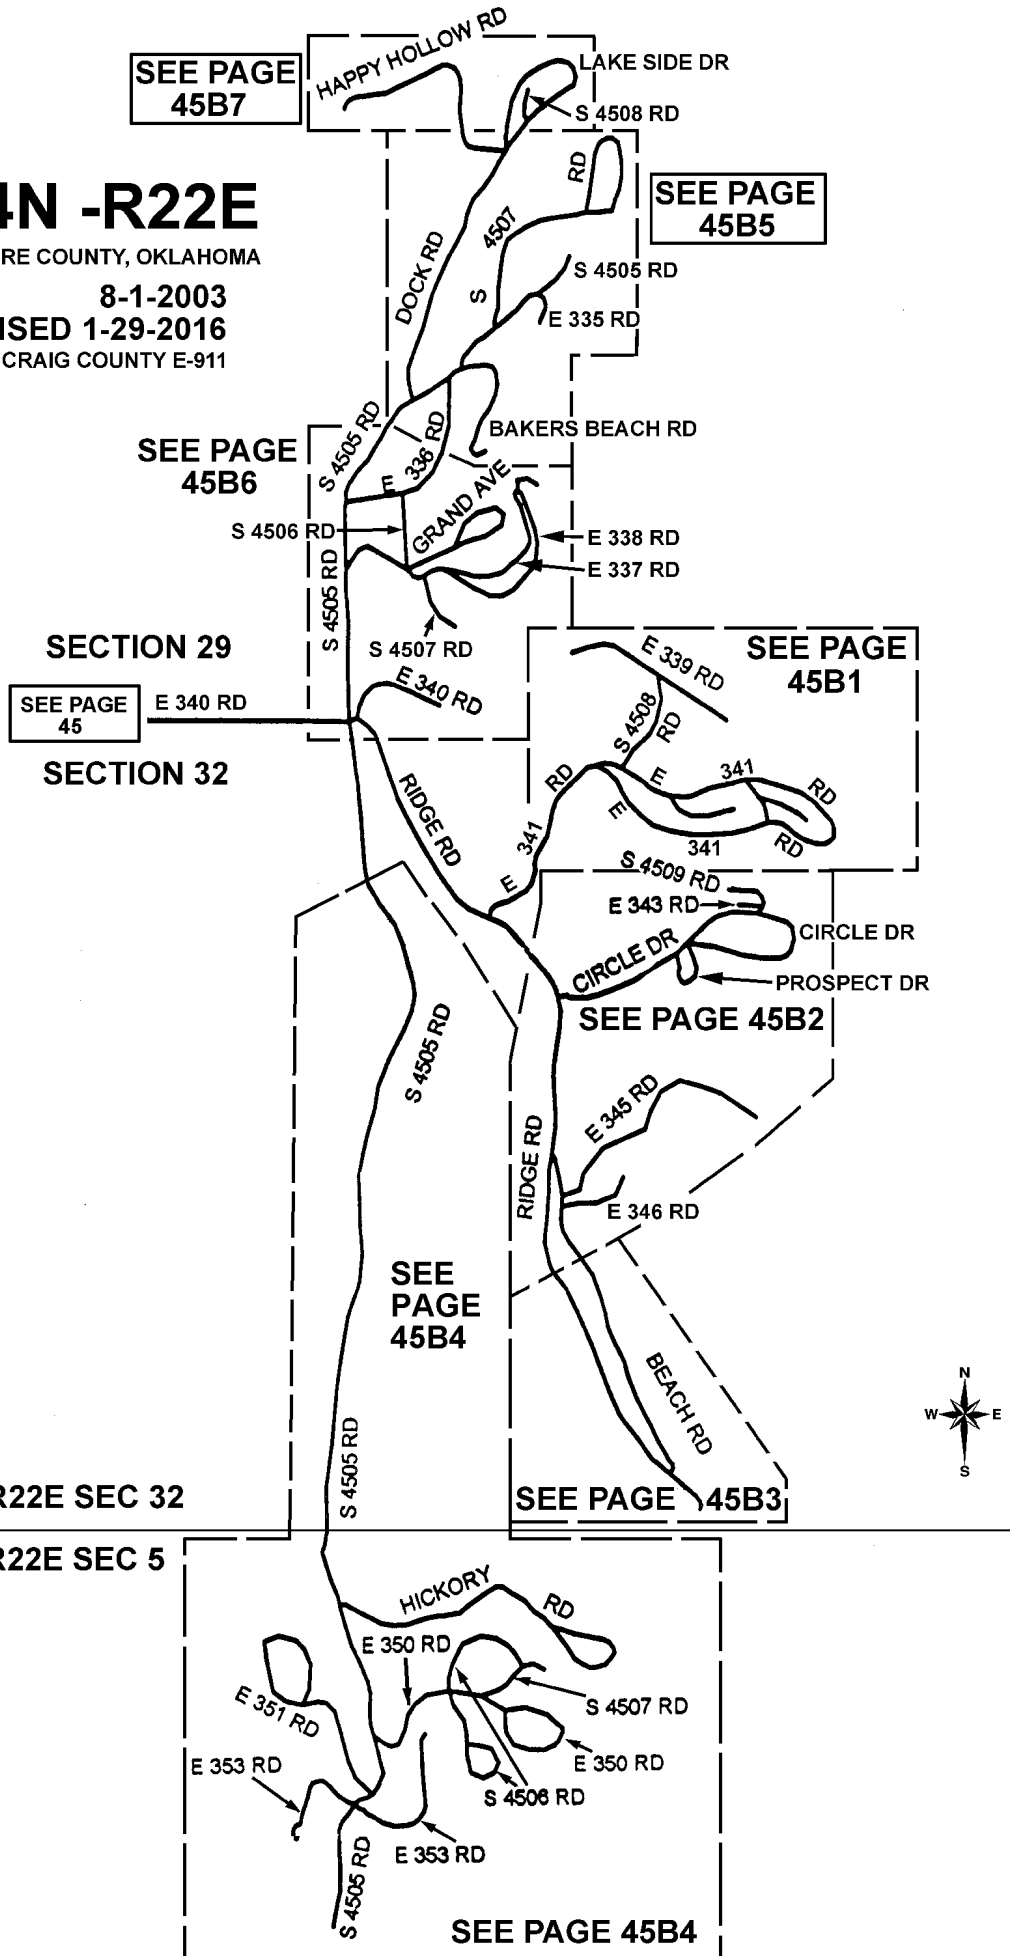 HAPPY HOLLOW RD
LAKE SIDE DR
SEE PAGE
45B7
S 4508 RD
RD
4N -R22E
SEE PAGE
45B5
4507
S
DOCK RD
RE COUNTY, OKLAHOMA
S 4505 RD
8-1-2003
ISED 1-29-2016
E 335 RD
CRAIG COUNTY E-911
S 4505 RD
BAKERS BEACH RD
SEE PAGE
45B6
E 336 RD
GRAND AVE
S 4506 RD
E 338 RD
E 337 RD
S 4505 RD
S 4507 RD
SECTION 29
E 339 RD
SEE PAGE
45B1
E 340 RD
SEE PAGE
45
E 340 RD
S 4508 RD
SECTION 32
RIDGE RD
E 341 RD
E 341 RD
E 341 RD
S 4509 RD
E 343 RD
CIRCLE DR
CIRCLE DR
PROSPECT DR
SEE PAGE 45B2
S 4505 RD
E 345 RD
RIDGE RD
E 346 RD
SEE
PAGE
45B4
BEACH RD
N
W
E
S
S 4505 RD
R22E SEC 32
SEE PAGE 45B3
R22E SEC 5
HICKORY RD
E 350 RD
E 351 RD
S 4507 RD
E 353 RD
E 350 RD
S 4506 RD
E 353 RD
S 4505 RD
SEE PAGE 45B4